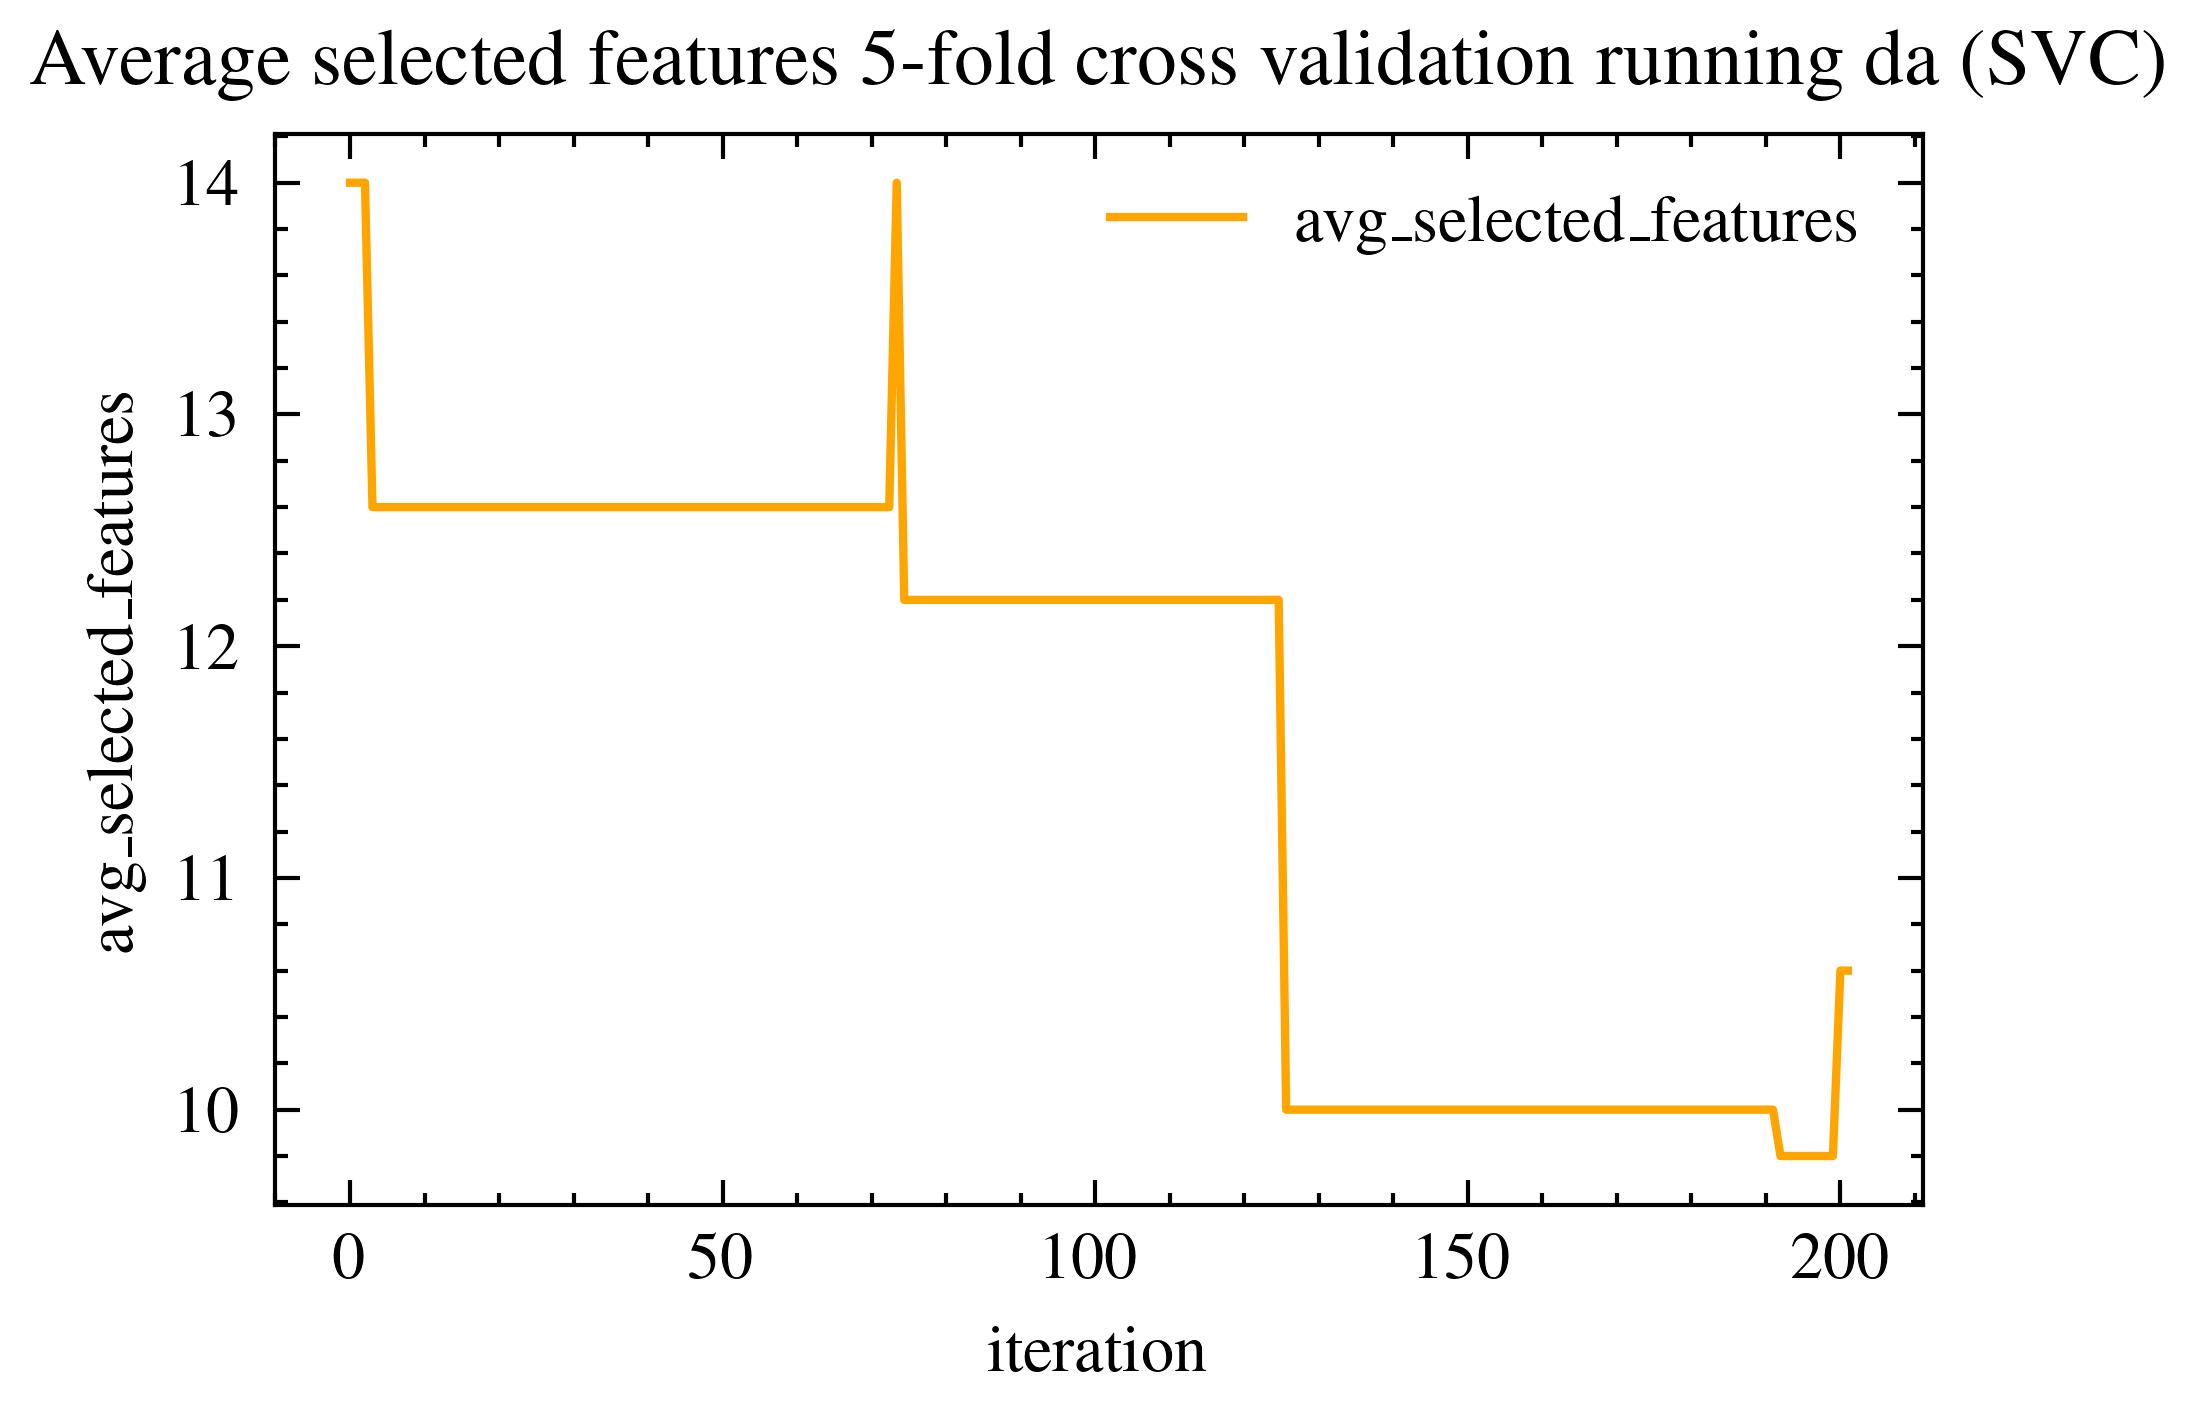 Average selected features 5-fold cross validation running da (SVC)
avg_selected_features
14
13
12
11
10
avg_selected_features
0 50 100 150 200
iteration